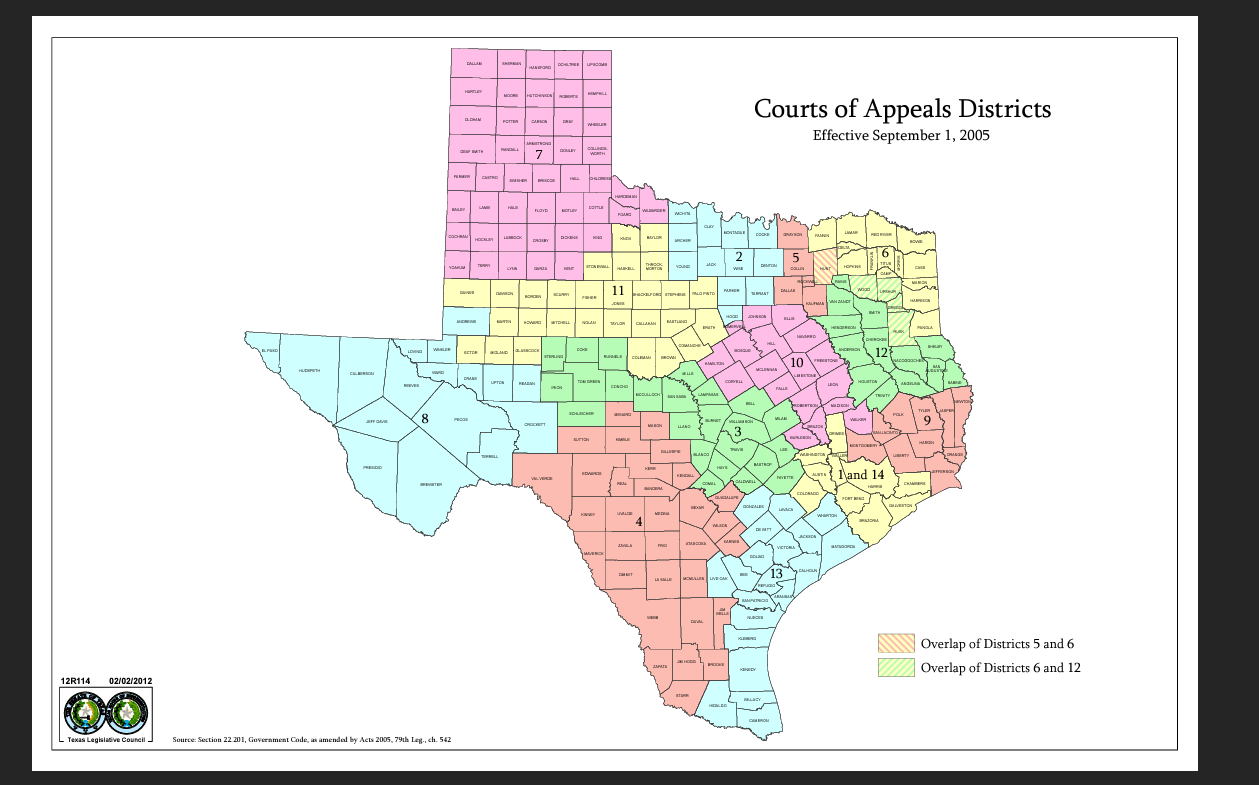 Courts of Appeals Districts
Effective September 1, 2005
DALLAM SHERMAN HANSFORD OCHILTREE LIPSCOMB
HARTLEY MOORE HUTCHINSON ROBERTS HEMPHILL
OLDHAM POTTER CARSON GRAY WHEELER
DEAF SMITH RANDALL ARMSTRONG DONLEY COLLINGS-
WORTH
7
PARMER CASTRO SWISHER BRISCOE HALL CHILDRESS
HARDEMAN
BAILEY LAMB HALE FLOYD MOTLEY COTTLE FOARD WILBARGER WICHITA
COCHRAN HOCKLEY LUBBOCK CROSBY DICKENS KING KNOX BAYLOR ARCHER CLAY MONTAGUE COOKE GRAYSON FANNIN LAMAR RED RIVER BOWIE
YOAKUM TERRY LYNN GARZA KENT STONEWALL HASKELL THROCK
MORTON YOUNG JACK WISE DENTON COLLIN HUNT DELTA HOPKINS FRANKLIN TITUS CAMP MORRIS CASS
2 5 6
GAINES DAWSON BORDEN SCURRY FISHER JONES SHACKELFORD STEPHENS PALO PINTO PARKER TARRANT DALLAS ROCKWALL KAUFMAN RAINS WOOD UPSHUR MARION
11
VAN ZANDT SMITH GREGG HARRISON
ANDREWS MARTIN HOWARD MITCHELL NOLAN TAYLOR CALLAHAN EASTLAND ERATH HOOD SOMERVELL JOHNSON ELLIS HENDERSON RUSK PANOLA
EL PASO HUDSPETH CULBERSON LOVING WINKLER ECTOR MIDLAND GLASSCOCK STERLING COKE RUNNELS COLEMAN BROWN COMANCHE BOSQUE HILL NAVARRO ANDERSON CHEROKEE SHELBY
REEVES WARD CRANE UPTON REAGAN IRION TOM GREEN CONCHO MCCULLOCH SAN SABA MILLS HAMILTON MCLENNAN LIMESTONE FREESTONE NACOGDOCHES SAN
AUGUSTINE SABINE
10 12
JEFF DAVIS PECOS CROCKETT SCHLEICHER MENARD MASON LLANO LAMPASAS CORYELL FALLS LEON HOUSTON ANGELINA TRINITY
8
BURNET BELL MILAM ROBERTSON MADISON WALKER POLK TYLER JASPER NEWTON
3 9
PRESIDIO BREWSTER TERRELL SUTTON KIMBLE GILLESPIE BLANCO TRAVIS WILLIAMSON LEE BURLESON BRAZOS GRIMES MONTGOMERY SAN JACINTO LIBERTY HARDIN ORANGE
VAL VERDE EDWARDS REAL KERR BANDERA KENDALL COMAL HAYS CALDWELL BASTROP FAYETTE WASHINGTON AUSTIN WALLER HARRIS CHAMBERS JEFFERSON
1 and 14
KINNEY UVALDE MEDINA BEXAR GUADALUPE GONZALES LAVACA COLORADO FORT BEND GALVESTON
4
WILSON DE WITT WHARTON BRAZORIA
MAVERICK ZAVALA FRIO ATASCOSA KARNES GOLIAD VICTORIA JACKSON MATAGORDA
DIMMIT LA SALLE MCMULLEN LIVE OAK BEE REFUGIO CALHOUN
13
SAN PATRICIO ARANSAS
WEBB DUVAL JIM
WELLS NUECES
KLEBERG
ZAPATA JIM HOGG BROOKS KENEDY
STARR HIDALGO WILLACY
CAMERON
Overlap of Districts 5 and 6
Overlap of Districts 6 and 12
12R114 02/02/2012
Texas Legislative Council
Source: Section 22.201, Government Code, as amended by Acts 2005, 79th Leg., ch. 542